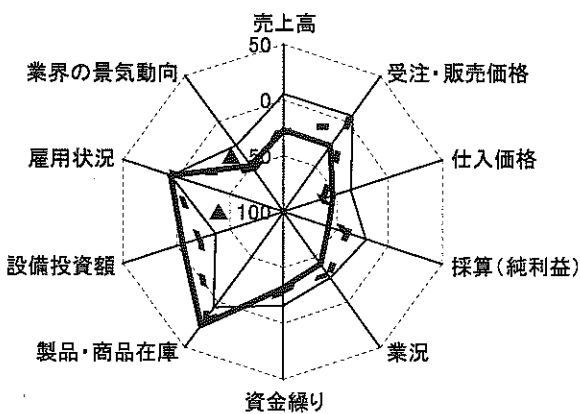 売上高
50
業界の景気動向
受注・販売価格
0
雇用状況
仕入価格
▲ 50
▲ 100
設備投資額
採算（純利益）
製品・商品在庫
業況
資金繰り